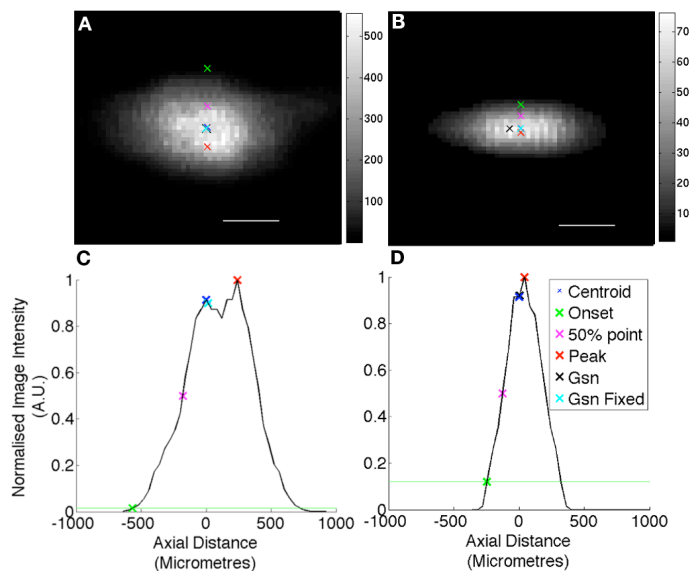 A
500
400
300
200
100
B
70
60
50
40
30
20
10
C
1
0.8
0.6
0.4
0.2
0
-1000
-500
0
500
1000
Normalised Image Intensity
(A.U.)
Axial Distance
(Micrometres)
D
1
0.8
0.6
0.4
0.2
0
-1000
-500
0
500
1000
Axial Distance
(Micrometres)
Centroid
Onset
50% point
Peak
Gsn
Gsn Fixed